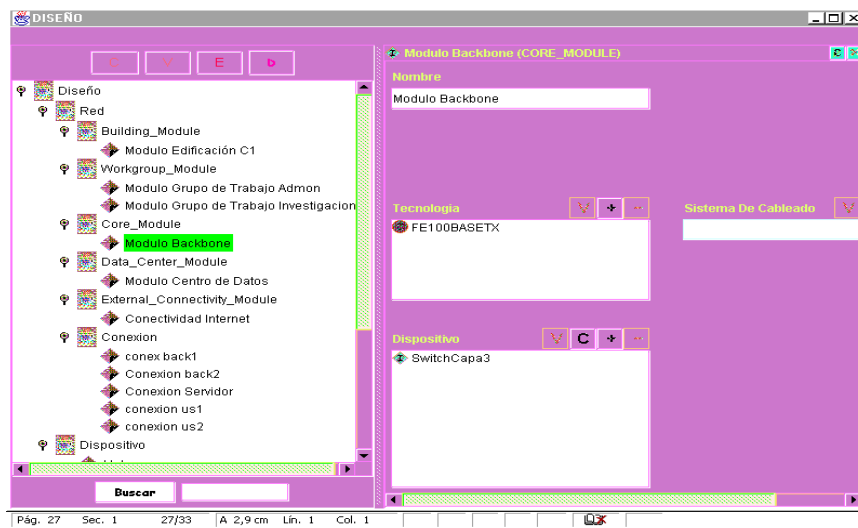 DISEÑO
C V E D
Diseño
Red
Building_Module
Modulo Edificación C1
Workgroup_Module
Modulo Grupo de Trabajo Admon
Modulo Grupo de Trabajo Investigacion
Core_Module
Modulo Backbone
Data_Center_Module
Modulo Centro de Datos
External_Connectivity_Module
Conectividad Internet
Conexion
conex back1
Conexion back2
Conexion Servidor
conexion us1
conexion us2
Dispositivo
Buscar
Modulo Backbone (CORE_MODULE)
C
Nombre
Modulo Backbone
Tecnologia
V + -
Sistema De Cableado
V
FE100BASETX
Dispositivo
V C + -
SwitchCapa3
Pág. 27 Sec. 1 27/33 A 2,9 cm Lín. 1 Col. 1